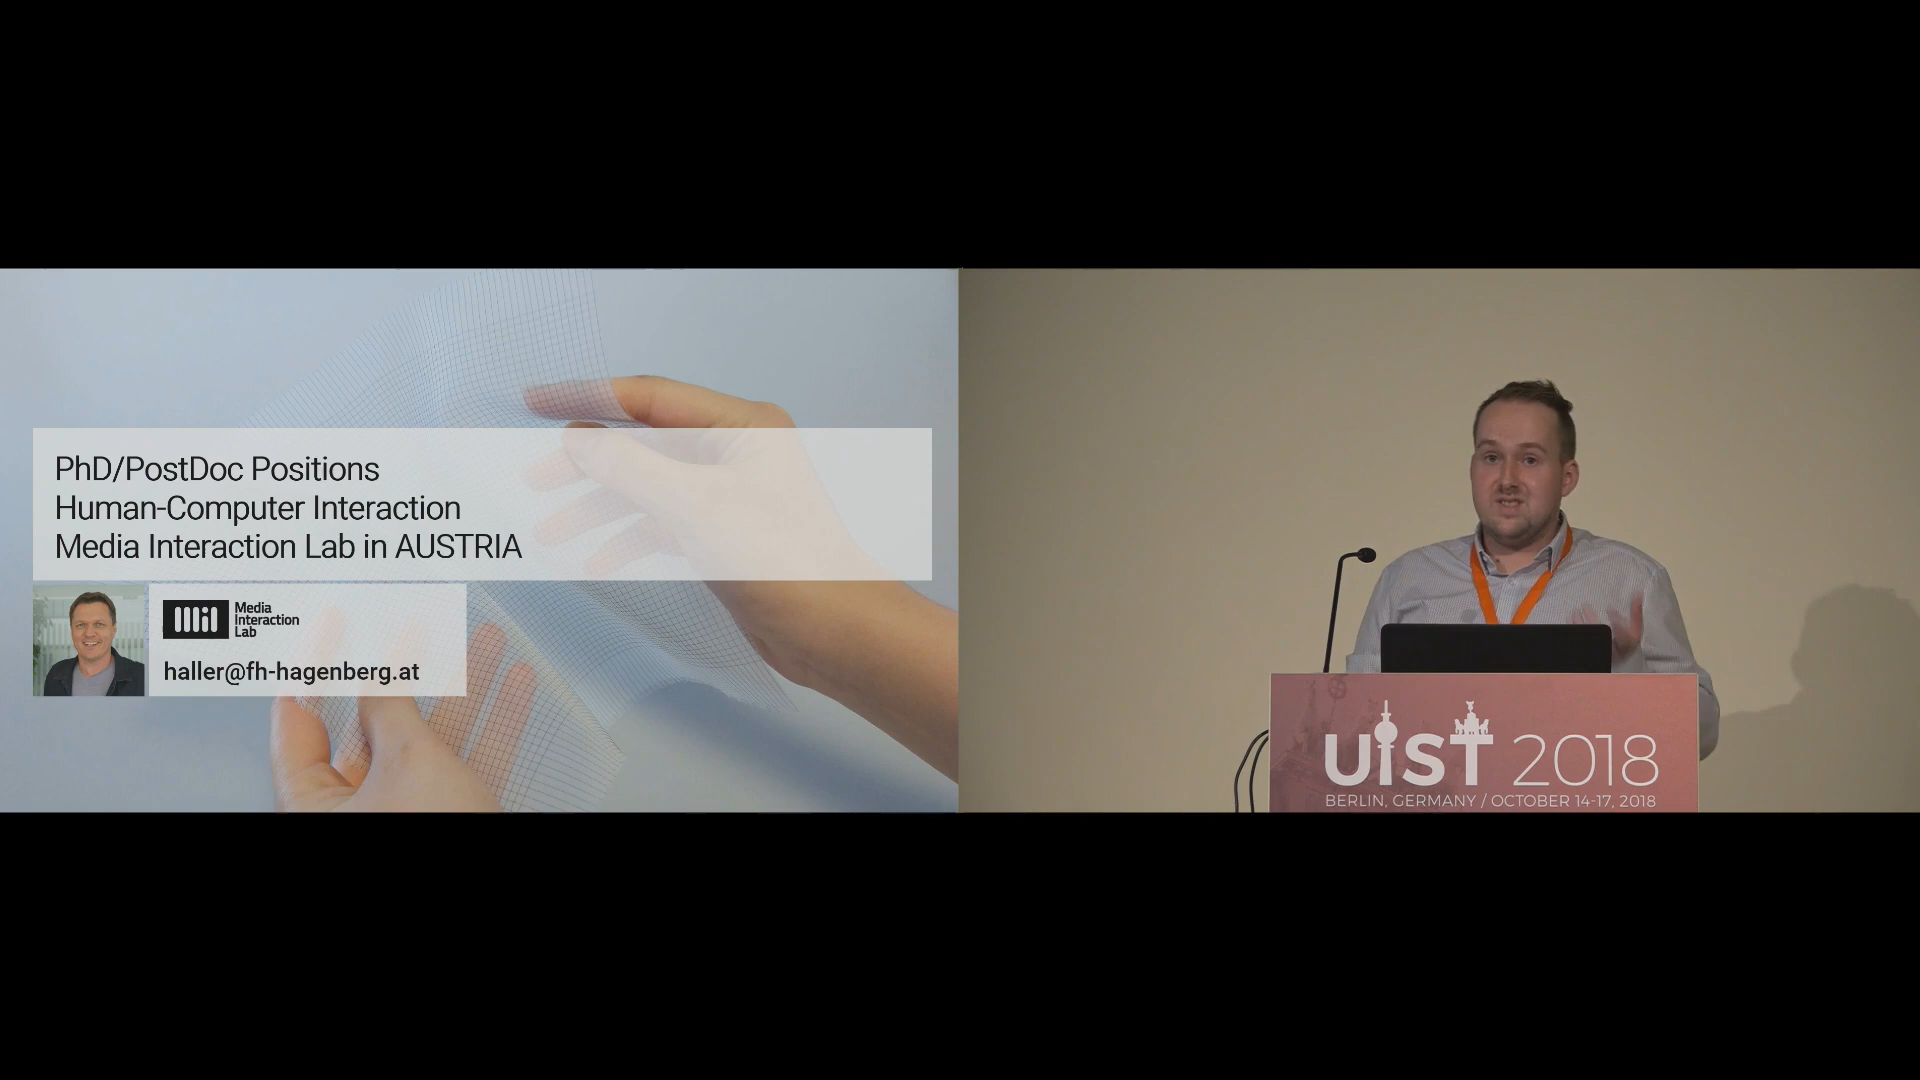 PhD/PostDoc Positions
Human-Computer Interaction
Media Interaction Lab in AUSTRIA
Media
Interaction
Lab
haller@fh-hagenberg.at
UIST 2018
BERLIN, GERMANY / OCTOBER 14-17, 2018